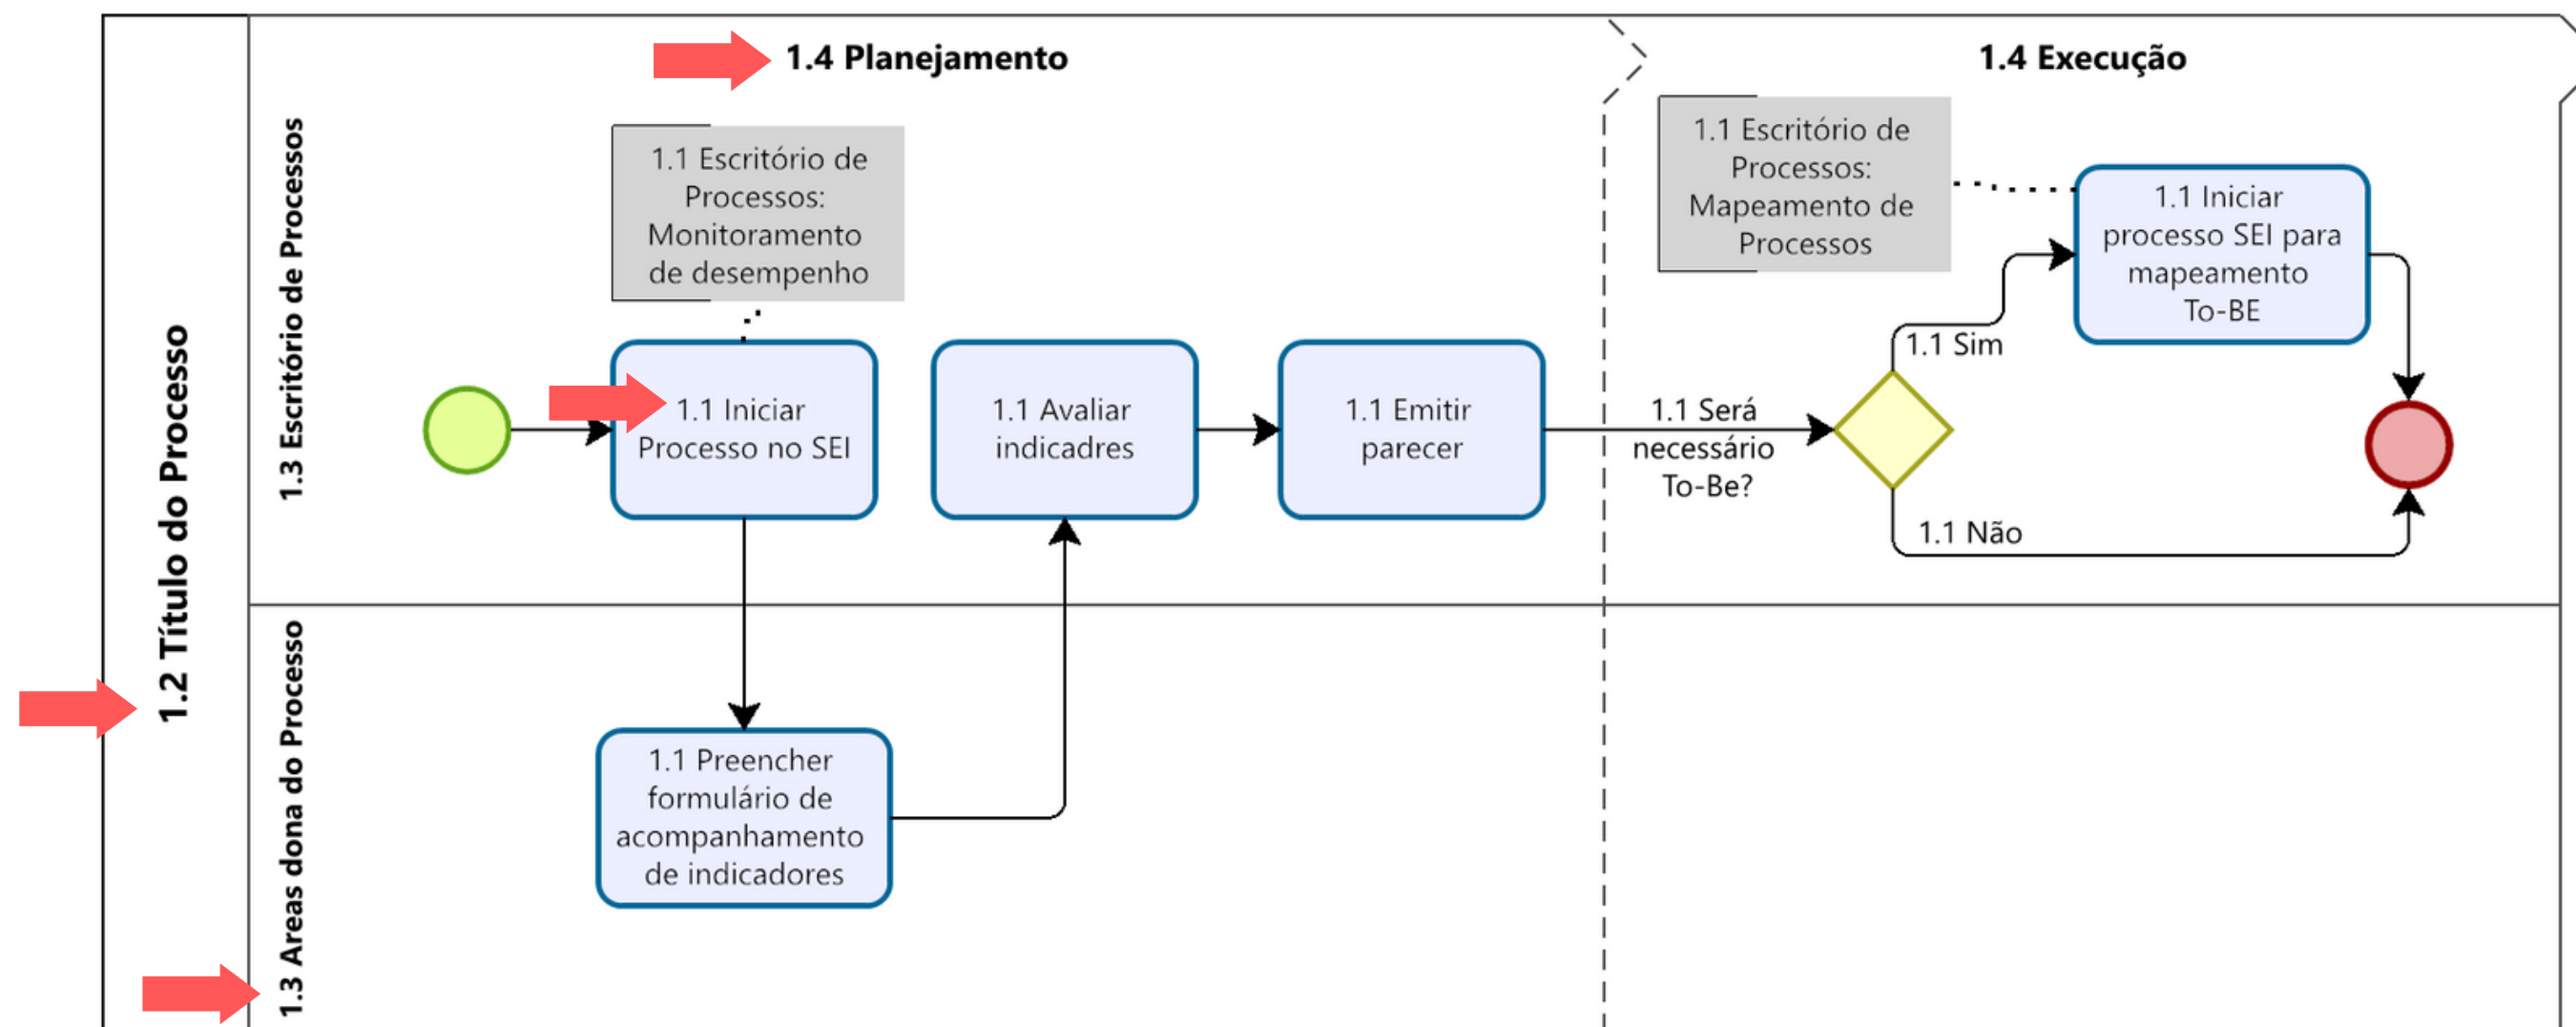 1.2 Título do Processo
1.4 Planejamento
1.4 Execução
1.3 Escritório de Processos
1.1 Escritório de
Processos:
Monitoramento
de desempenho
1.1 Iniciar
Processo no SEI
1.1 Avaliar
indicadres
1.1 Emitir
parecer
1.1 Será
necessário
To-Be?
1.1 Escritório de
Processos:
Mapeamento de
Processos
1.1 Sim
1.1 Iniciar
processo SEI para
mapeamento
To-BE
1.1 Não
1.3 Areas dona do Processo
1.1 Preencher
formulário de
acompanhamento
de indicadores